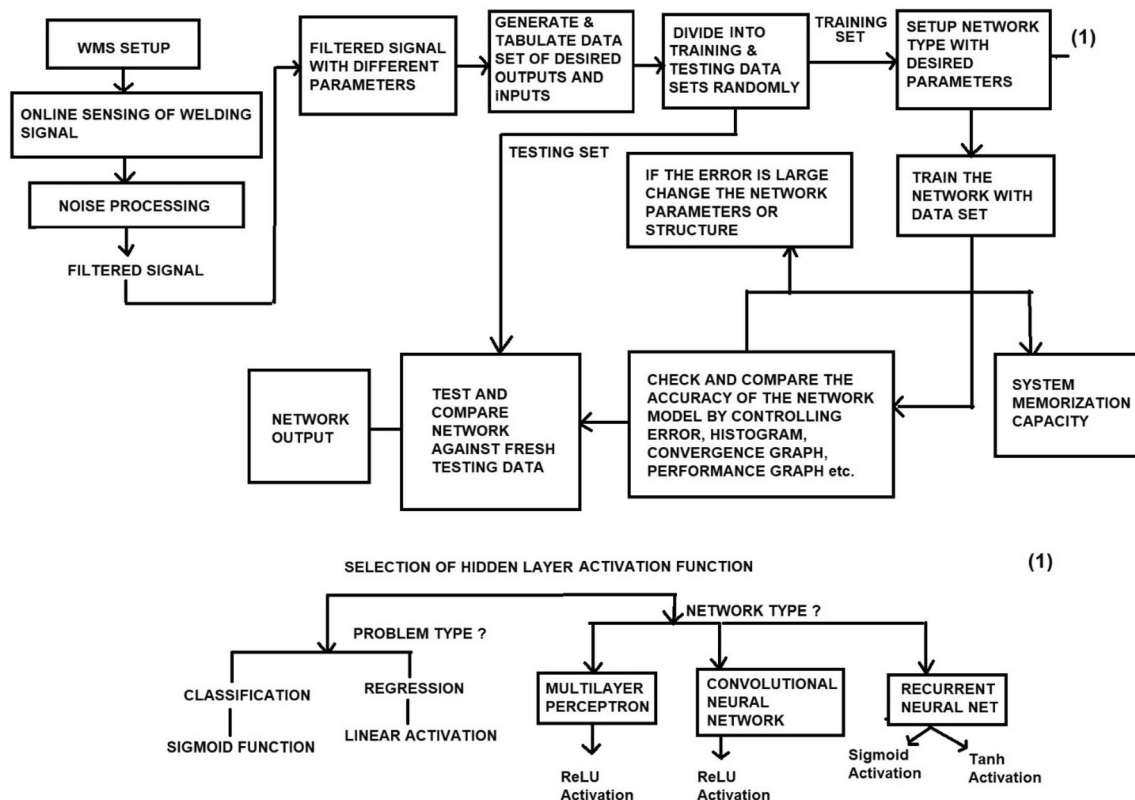 WMS SETUP
ONLINE SENSING OF WELDING
SIGNAL
NOISE PROCESSING
FILTERED SIGNAL
FILTERED SIGNAL
WITH DIFFERENT
PARAMETERS
GENERATE &
TABULATE DATA
SET OF DESIRED
OUTPUTS AND
iNPUTS
DIVIDE INTO
TRAINING &
TESTING DATA
SETS RANDOMLY
TRAINING
SET
SETUP NETWORK
TYPE WITH
DESIRED
PARAMETERS
(1)
TESTING SET
IF THE ERROR IS LARGE
CHANGE THE NETWORK
PARAMETERS OR
STRUCTURE
TRAIN THE
NETWORK WITH
DATA SET
NETWORK
OUTPUT
TEST AND
COMPARE
NETWORK
AGAINST FRESH
TESTING DATA
CHECK AND COMPARE THE
ACCURACY OF THE NETWORK
MODEL BY CONTROLLING
ERROR, HISTOGRAM,
CONVERGENCE GRAPH,
PERFORMANCE GRAPH etc.
SYSTEM
MEMORIZATION
CAPACITY
(1)
SELECTION OF HIDDEN LAYER ACTIVATION FUNCTION
PROBLEM TYPE ?
NETWORK TYPE ?
CLASSIFICATION
SIGMOID FUNCTION
REGRESSION
LINEAR ACTIVATION
MULTILAYER
PERCEPTRON
ReLU
Activation
CONVOLUTIONAL
NEURAL
NETWORK
ReLU
Activation
RECURRENT
NEURAL NET
Sigmoid
Activation
Tanh
Activation